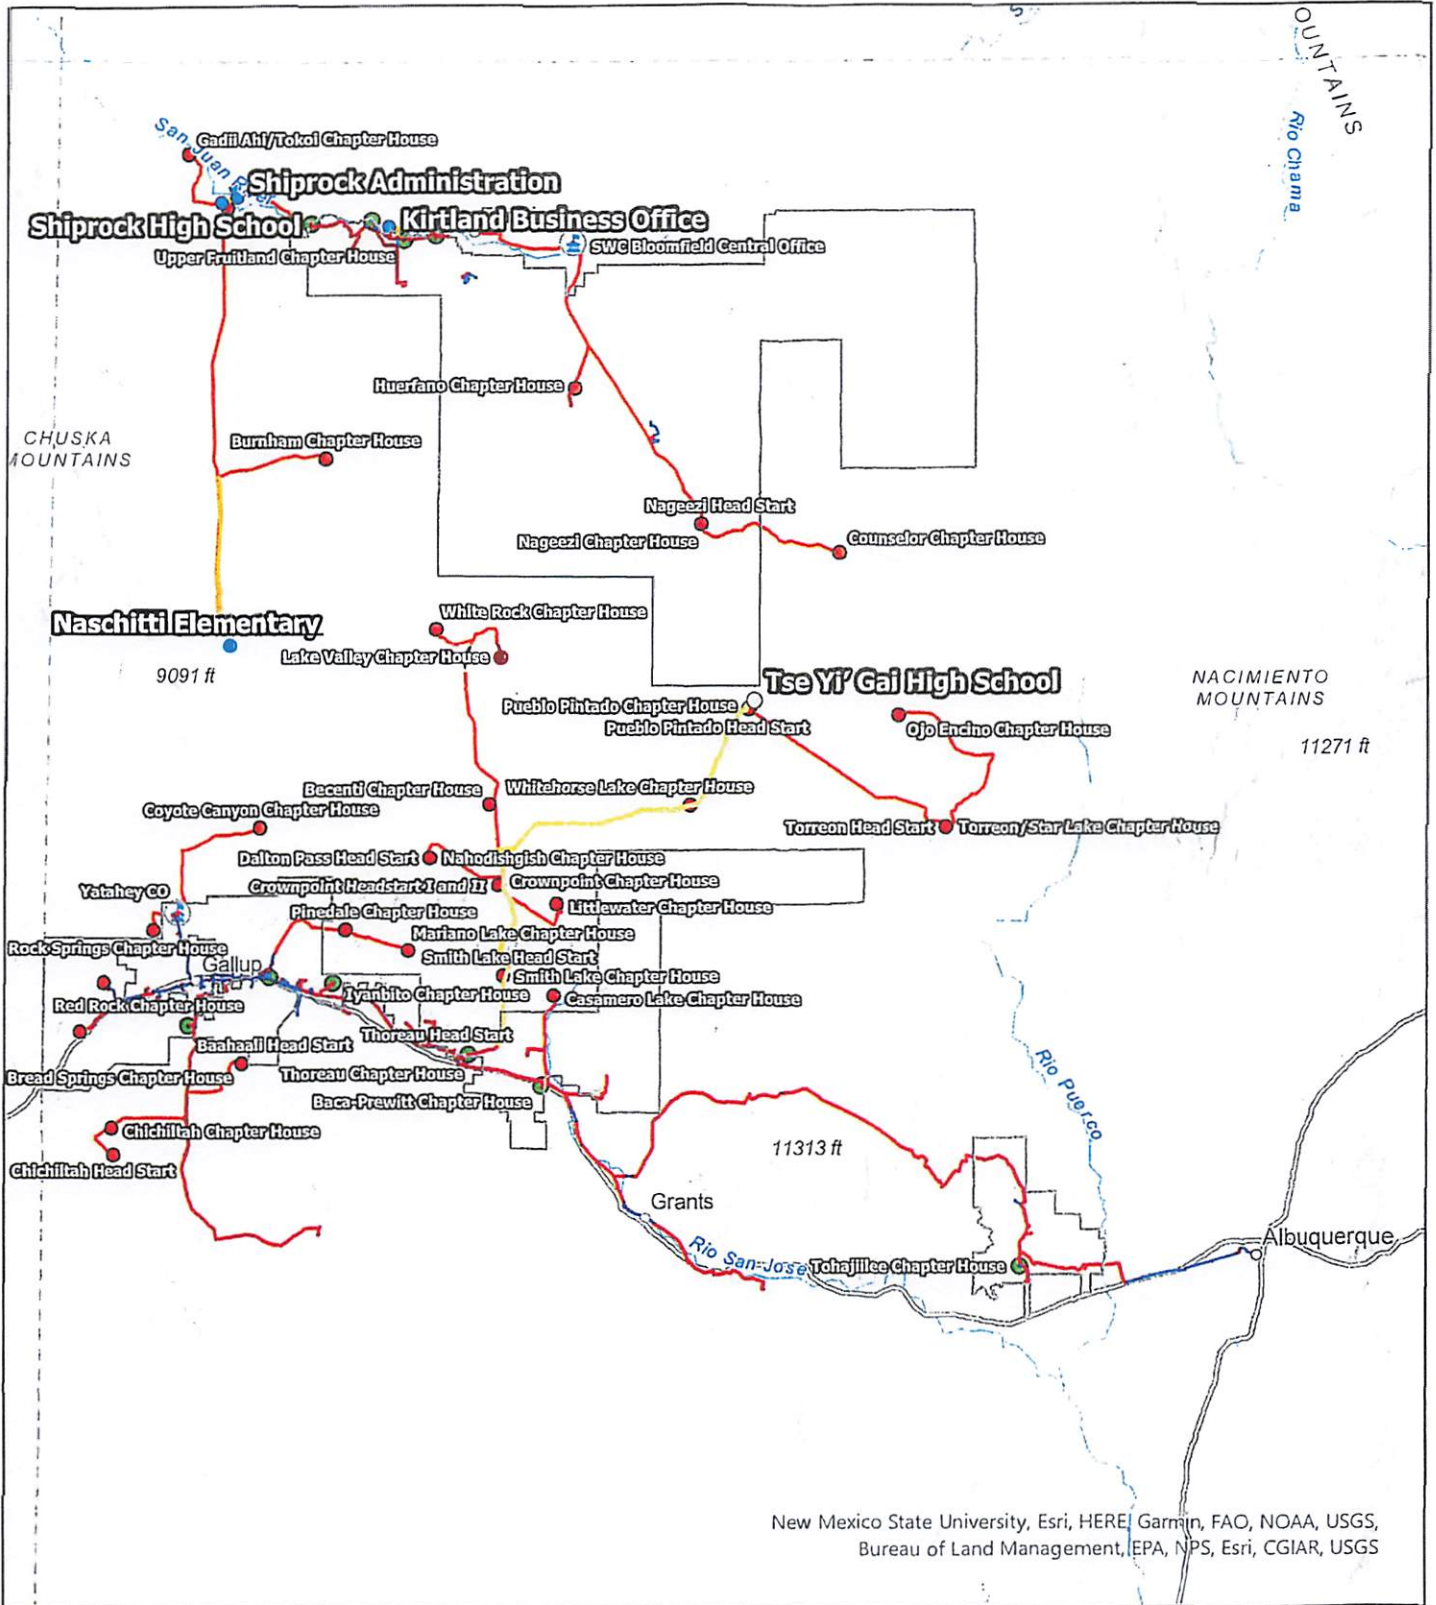 OUNTAINS
Rio Chama
San Juan River
Gadii Ahi/Tokoi Chapter House
Shiprock Administration
Shiprock High School
Kirtland Business Office
SWC Bloomfield Central Office
Upper Fruitland Chapter House
Huerfano Chapter House
CHUSKA
MOUNTAINS
Burnham Chapter House
Nageezi Head Start
Nageezi Chapter House
Counselor Chapter House
Naschitti Elementary
9091 ft
White Rock Chapter House
Lake Valley Chapter House
Tse Yi' Gai High School
NACIMIENTO
MOUNTAINS
11271 ft
Pueblo Pintado Chapter House
Pueblo Pintado Head Start
Ojo Encino Chapter House
Becenti Chapter House
Whitehorse Lake Chapter House
Coyote Canyon Chapter House
Torreon Head Start
Torreon/Star Lake Chapter House
Dalton Pass Head Start
Nahodishgish Chapter House
Yatahey CO
Crownpoint Headstart I and II
Crownpoint Chapter House
Littlewater Chapter House
Pinedale Chapter House
Mariano Lake Chapter House
Rock Springs Chapter House
Smith Lake Head Start
Gallup
Smith Lake Chapter House
Iyanbito Chapter House
Casamero Lake Chapter House
Red Rock Chapter House
Thoreau Head Start
Baahaali Head Start
Bread Springs Chapter House
Thoreau Chapter House
Baca-Prewitt Chapter House
Rio Puerco
Chichiltah Chapter House
11313 ft
Chichiltah Head Start
Grants
Rio San Jose
Tohajiilee Chapter House
Albuquerque
New Mexico State University, Esri, HERE, Garmin, FAO, NOAA, USGS,
Bureau of Land Management, EPA, NPS, Esri, CGIAR, USGS